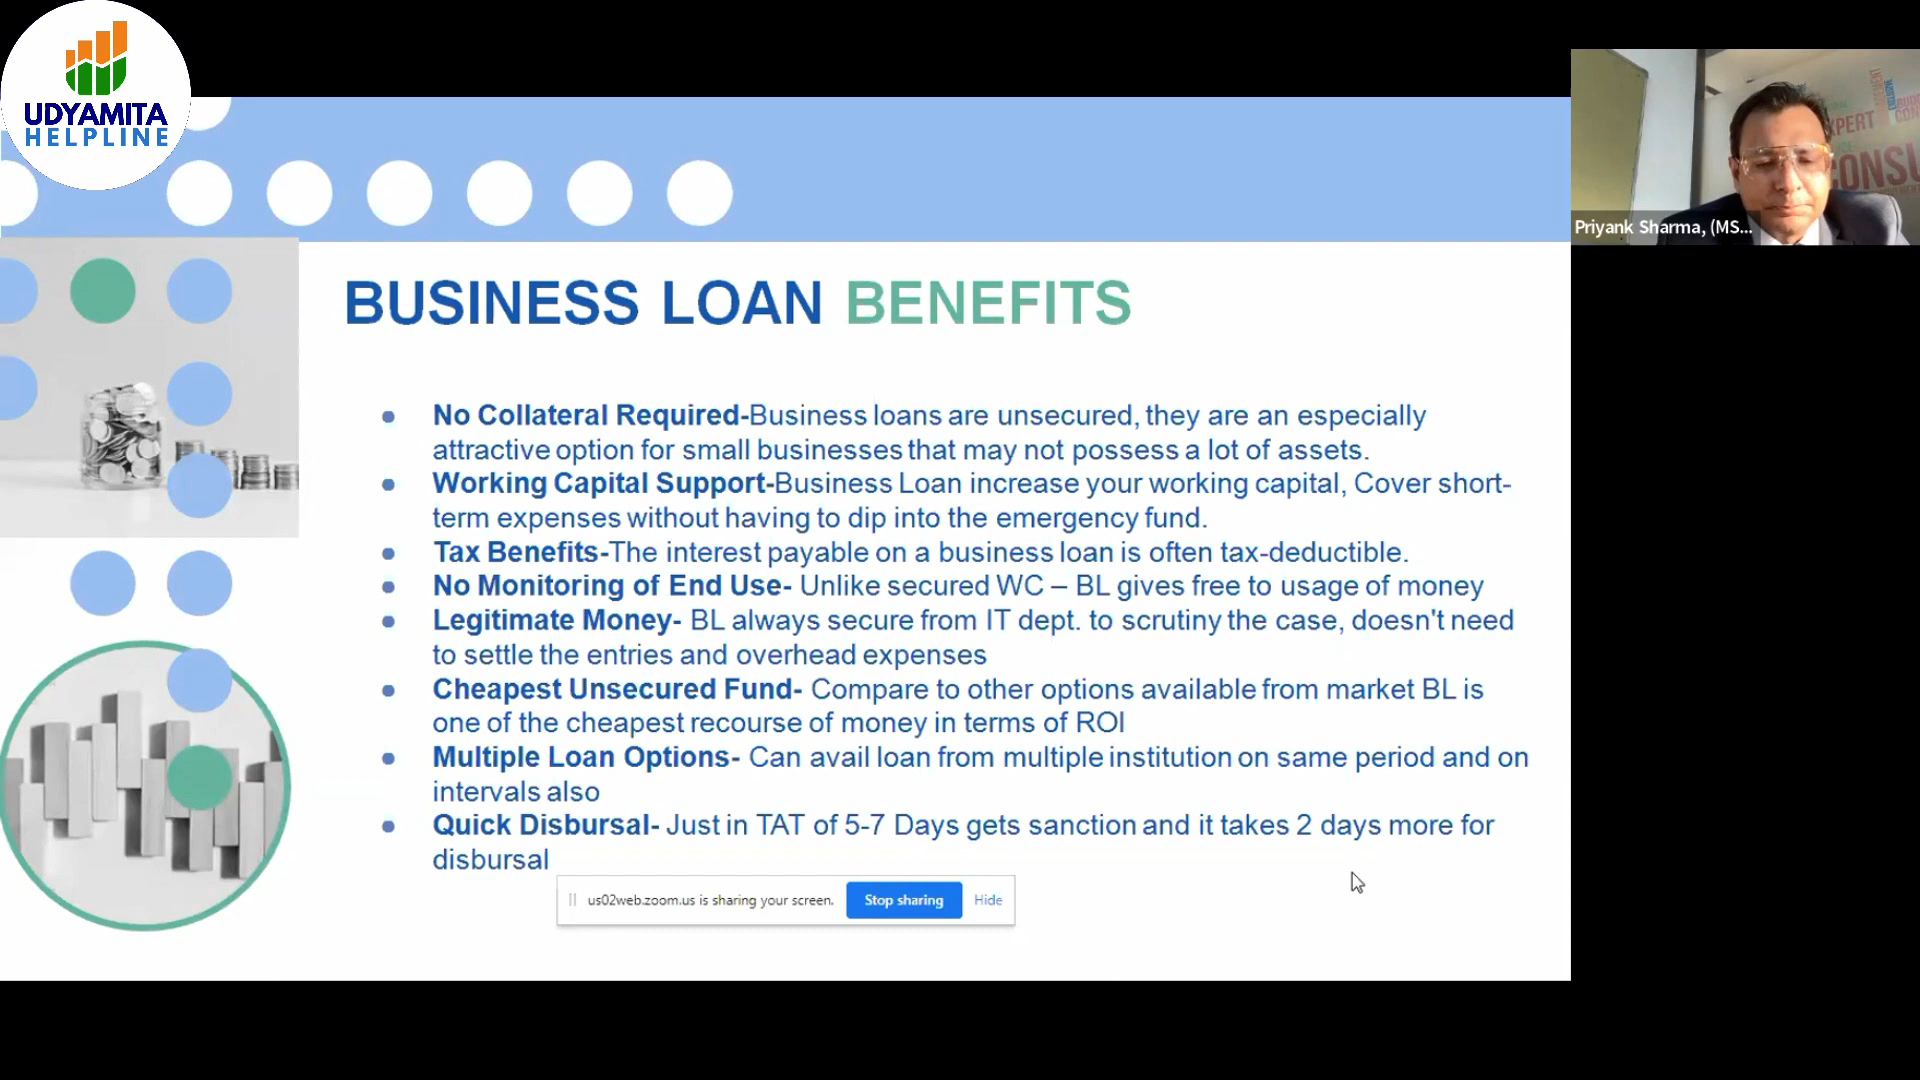 UDYAMITA
HELPLINE
BUSINESS LOAN BENEFITS
• No Collateral Required-Business loans are unsecured, they are an especially
attractive option for small businesses that may not possess a lot of assets.
• Working Capital Support-Business Loan increase your working capital, Cover short-
term expenses without having to dip into the emergency fund.
• Tax Benefits-The interest payable on a business loan is often tax-deductible.
• No Monitoring of End Use- Unlike secured WC – BL gives free to usage of money
• Legitimate Money- BL always secure from IT dept. to scrutiny the case, doesn't need
to settle the entries and overhead expenses
• Cheapest Unsecured Fund- Compare to other options available from market BL is
one of the cheapest recourse of money in terms of ROI
• Multiple Loan Options- Can avail loan from multiple institution on same period and on
intervals also
• Quick Disbursal- Just in TAT of 5-7 Days gets sanction and it takes 2 days more for
disbursal
us02web.zoom.us is sharing your screen. Stop sharing Hide
XPERT
CONSU
Priyank Sharma, (MS...